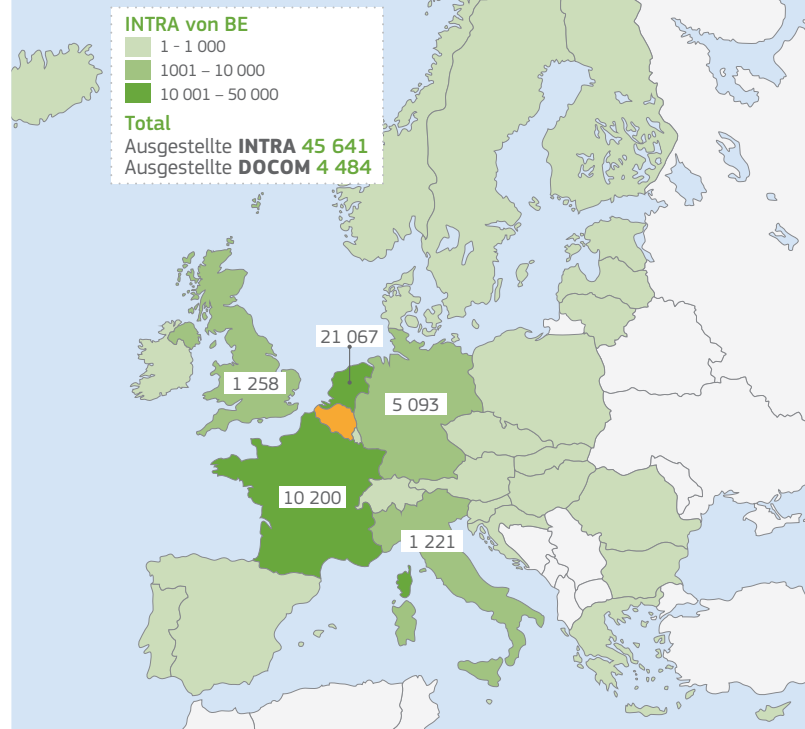 INTRA von BE
1 - 1 000
1001 – 10 000
10 001 – 50 000
Total
Ausgestellte INTRA 45 641
Ausgestellte DOCOM 4 484
21 067
1 258
5 093
10 200
1 221